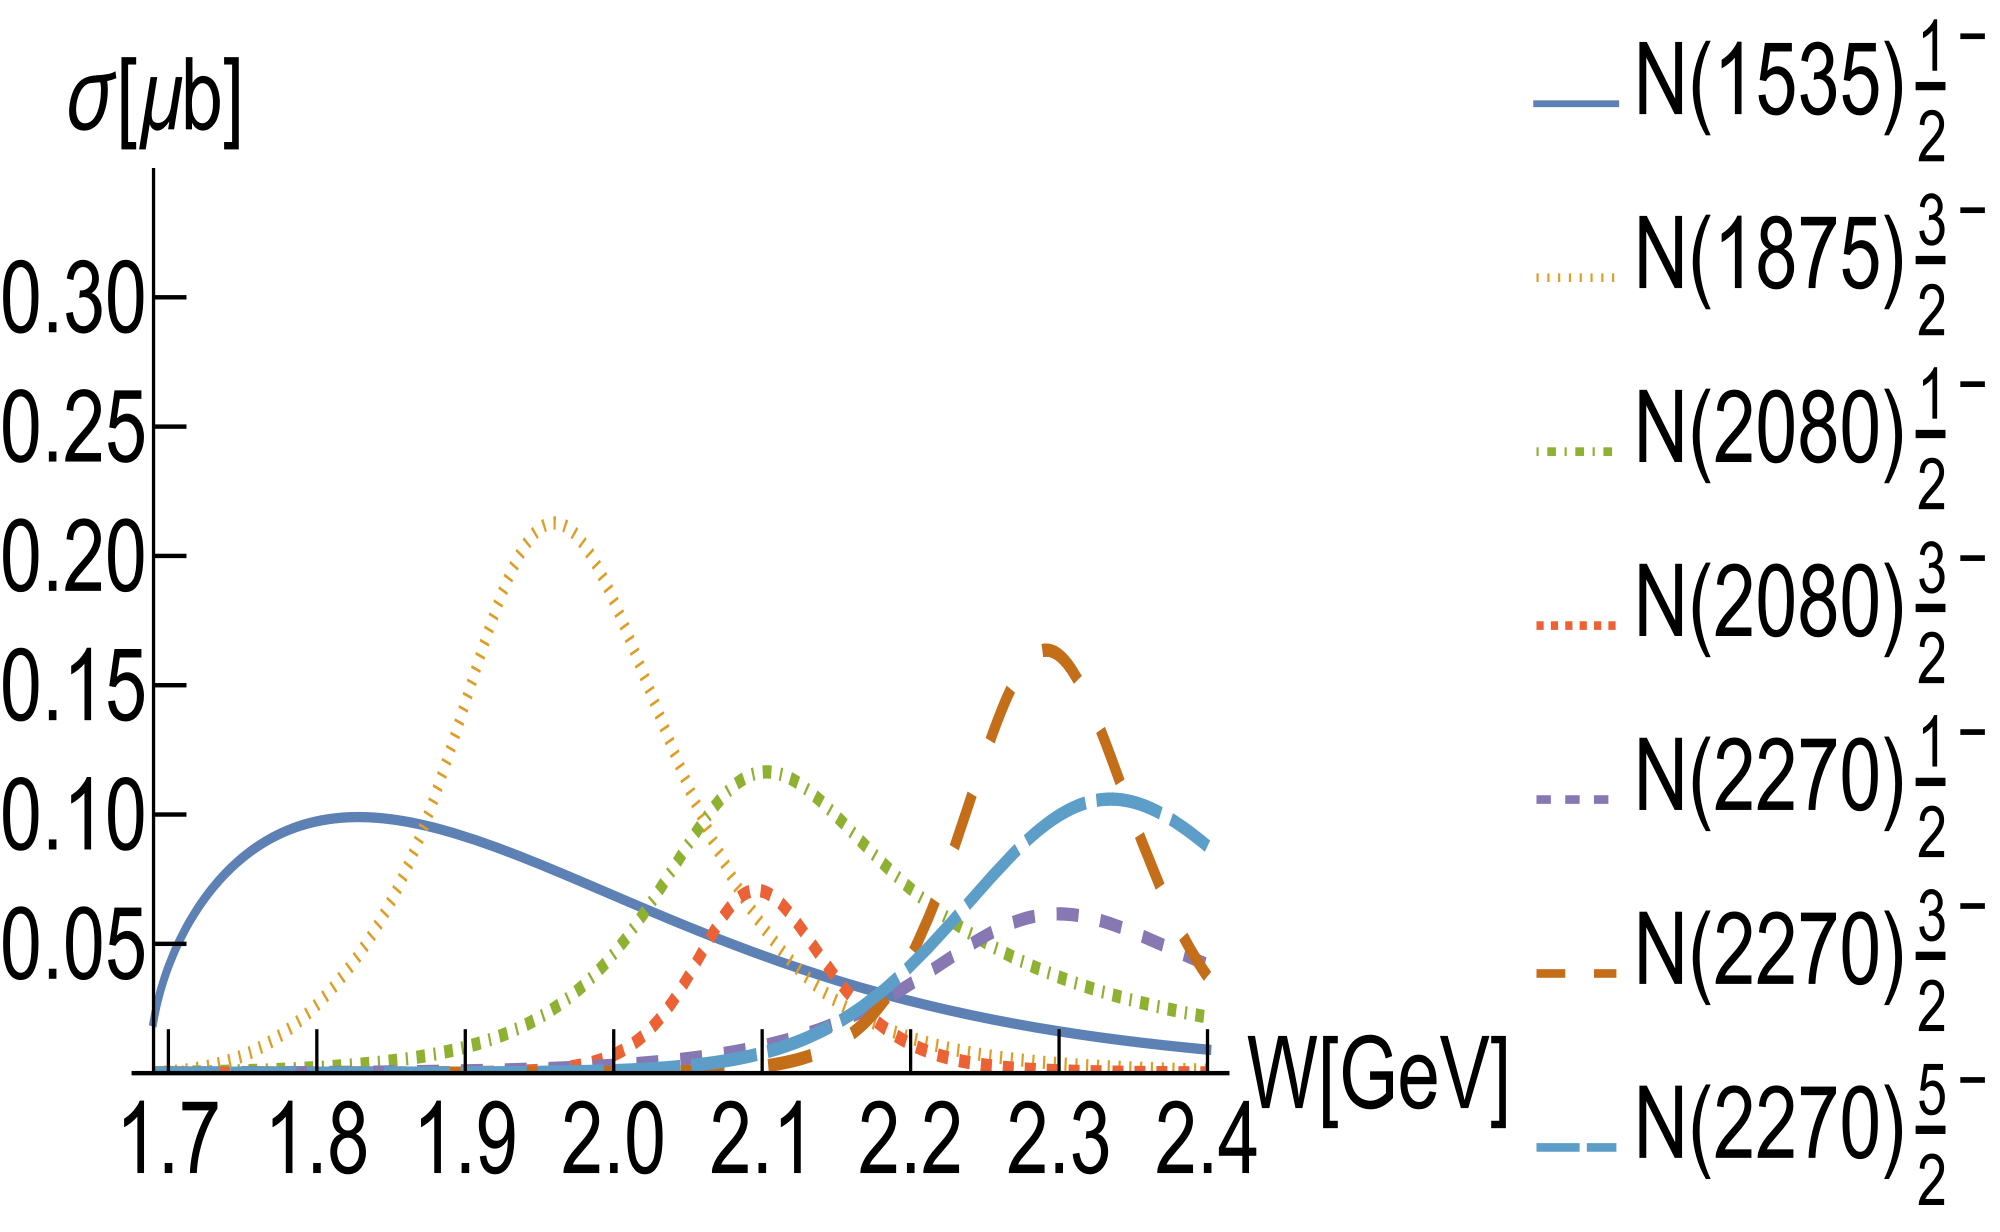 σ[μb]
0.30
0.25
0.20
0.15
0.10
0.05
1.7 1.8 1.9 2.0 2.1 2.2 2.3 2.4
W[GeV]
N(1535) 1/2⁻
N(1875) 3/2⁻
N(2080) 1/2⁻
N(2080) 3/2⁻
N(2270) 1/2⁻
N(2270) 3/2⁻
N(2270) 5/2⁻